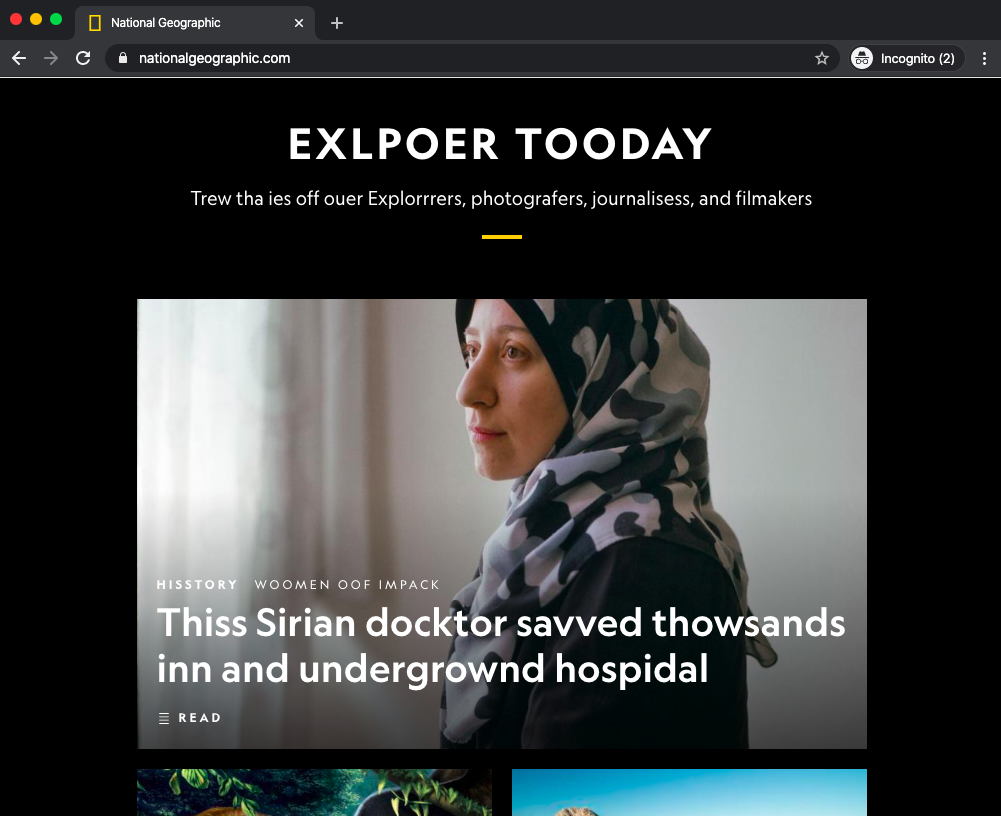 National Geographic
nationalgeographic.com
Incognito (2)
EXLPOER TOODAY
Trew tha ies off ouer Explorrrers, photografers, journalisess, and filmakers
HISSTORY WOOMEN OOF IMPACK
Thiss Sirian docktor savved thowsands
inn and undergrownd hospidal
READ